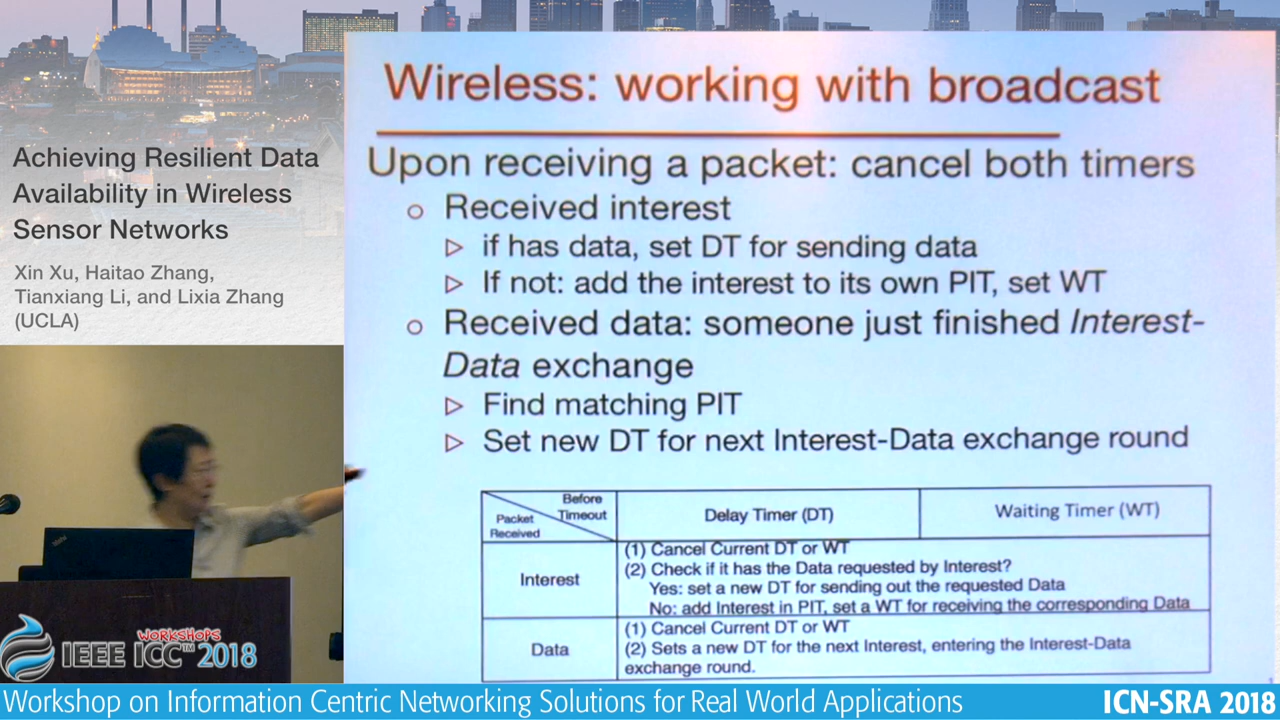 Achieving Resilient Data
Availability in Wireless
Sensor Networks
Xin Xu, Haitao Zhang,
Tianxiang Li, and Lixia Zhang
(UCLA)
Wireless: working with broadcast
Upon receiving a packet: cancel both timers
o Received interest
▷ if has data, set DT for sending data
▷ If not: add the interest to its own PIT, set WT
o Received data: someone just finished Interest-
Data exchange
▷ Find matching PIT
▷ Set new DT for next Interest-Data exchange round
Before
Timeout
Packet
Received
Delay Timer (DT)
Waiting Timer (WT)
Interest
(1) Cancel Current DT or WT
(2) Check if it has the Data requested by Interest?
Yes: set a new DT for sending out the requested Data
No: add Interest in PIT, set a WT for receiving the corresponding Data
Data
(1) Cancel Current DT or WT
(2) Sets a new DT for the next Interest, entering the Interest-Data
exchange round.
WORKSHOPS
IEEE ICC™ 2018
Workshop on Information Centric Networking Solutions for Real World Applications
ICN-SRA 2018